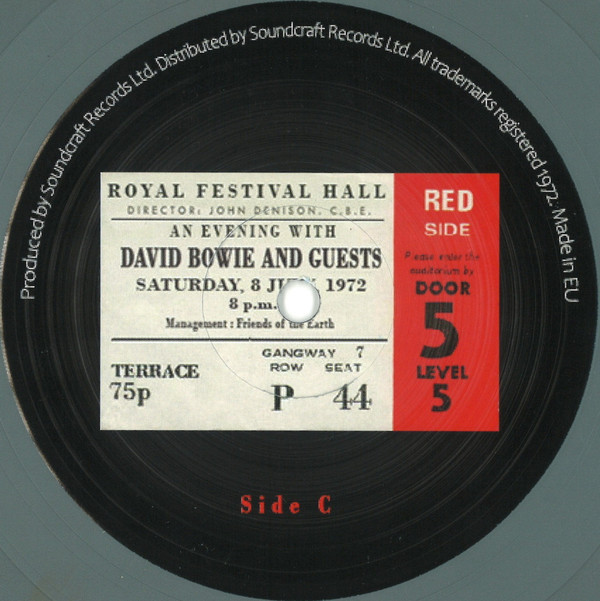 Produced by Soundcraft Records Ltd. Distributed by Soundcraft Records Ltd. All trademarks registered 1972. Made in EU
ROYAL FESTIVAL HALL
DIRECTOR: JOHN DENISON. C.B.E.
AN EVENING WITH
DAVID BOWIE AND GUESTS
SATURDAY, 8 1972
8 p.m.
Management : Friends of the Earth
GANGWAY 7
TERRACE ROW SEAT
75p P 44
RED
SIDE
Please enter the
auditorium by
DOOR
5
LEVEL
5
Side C